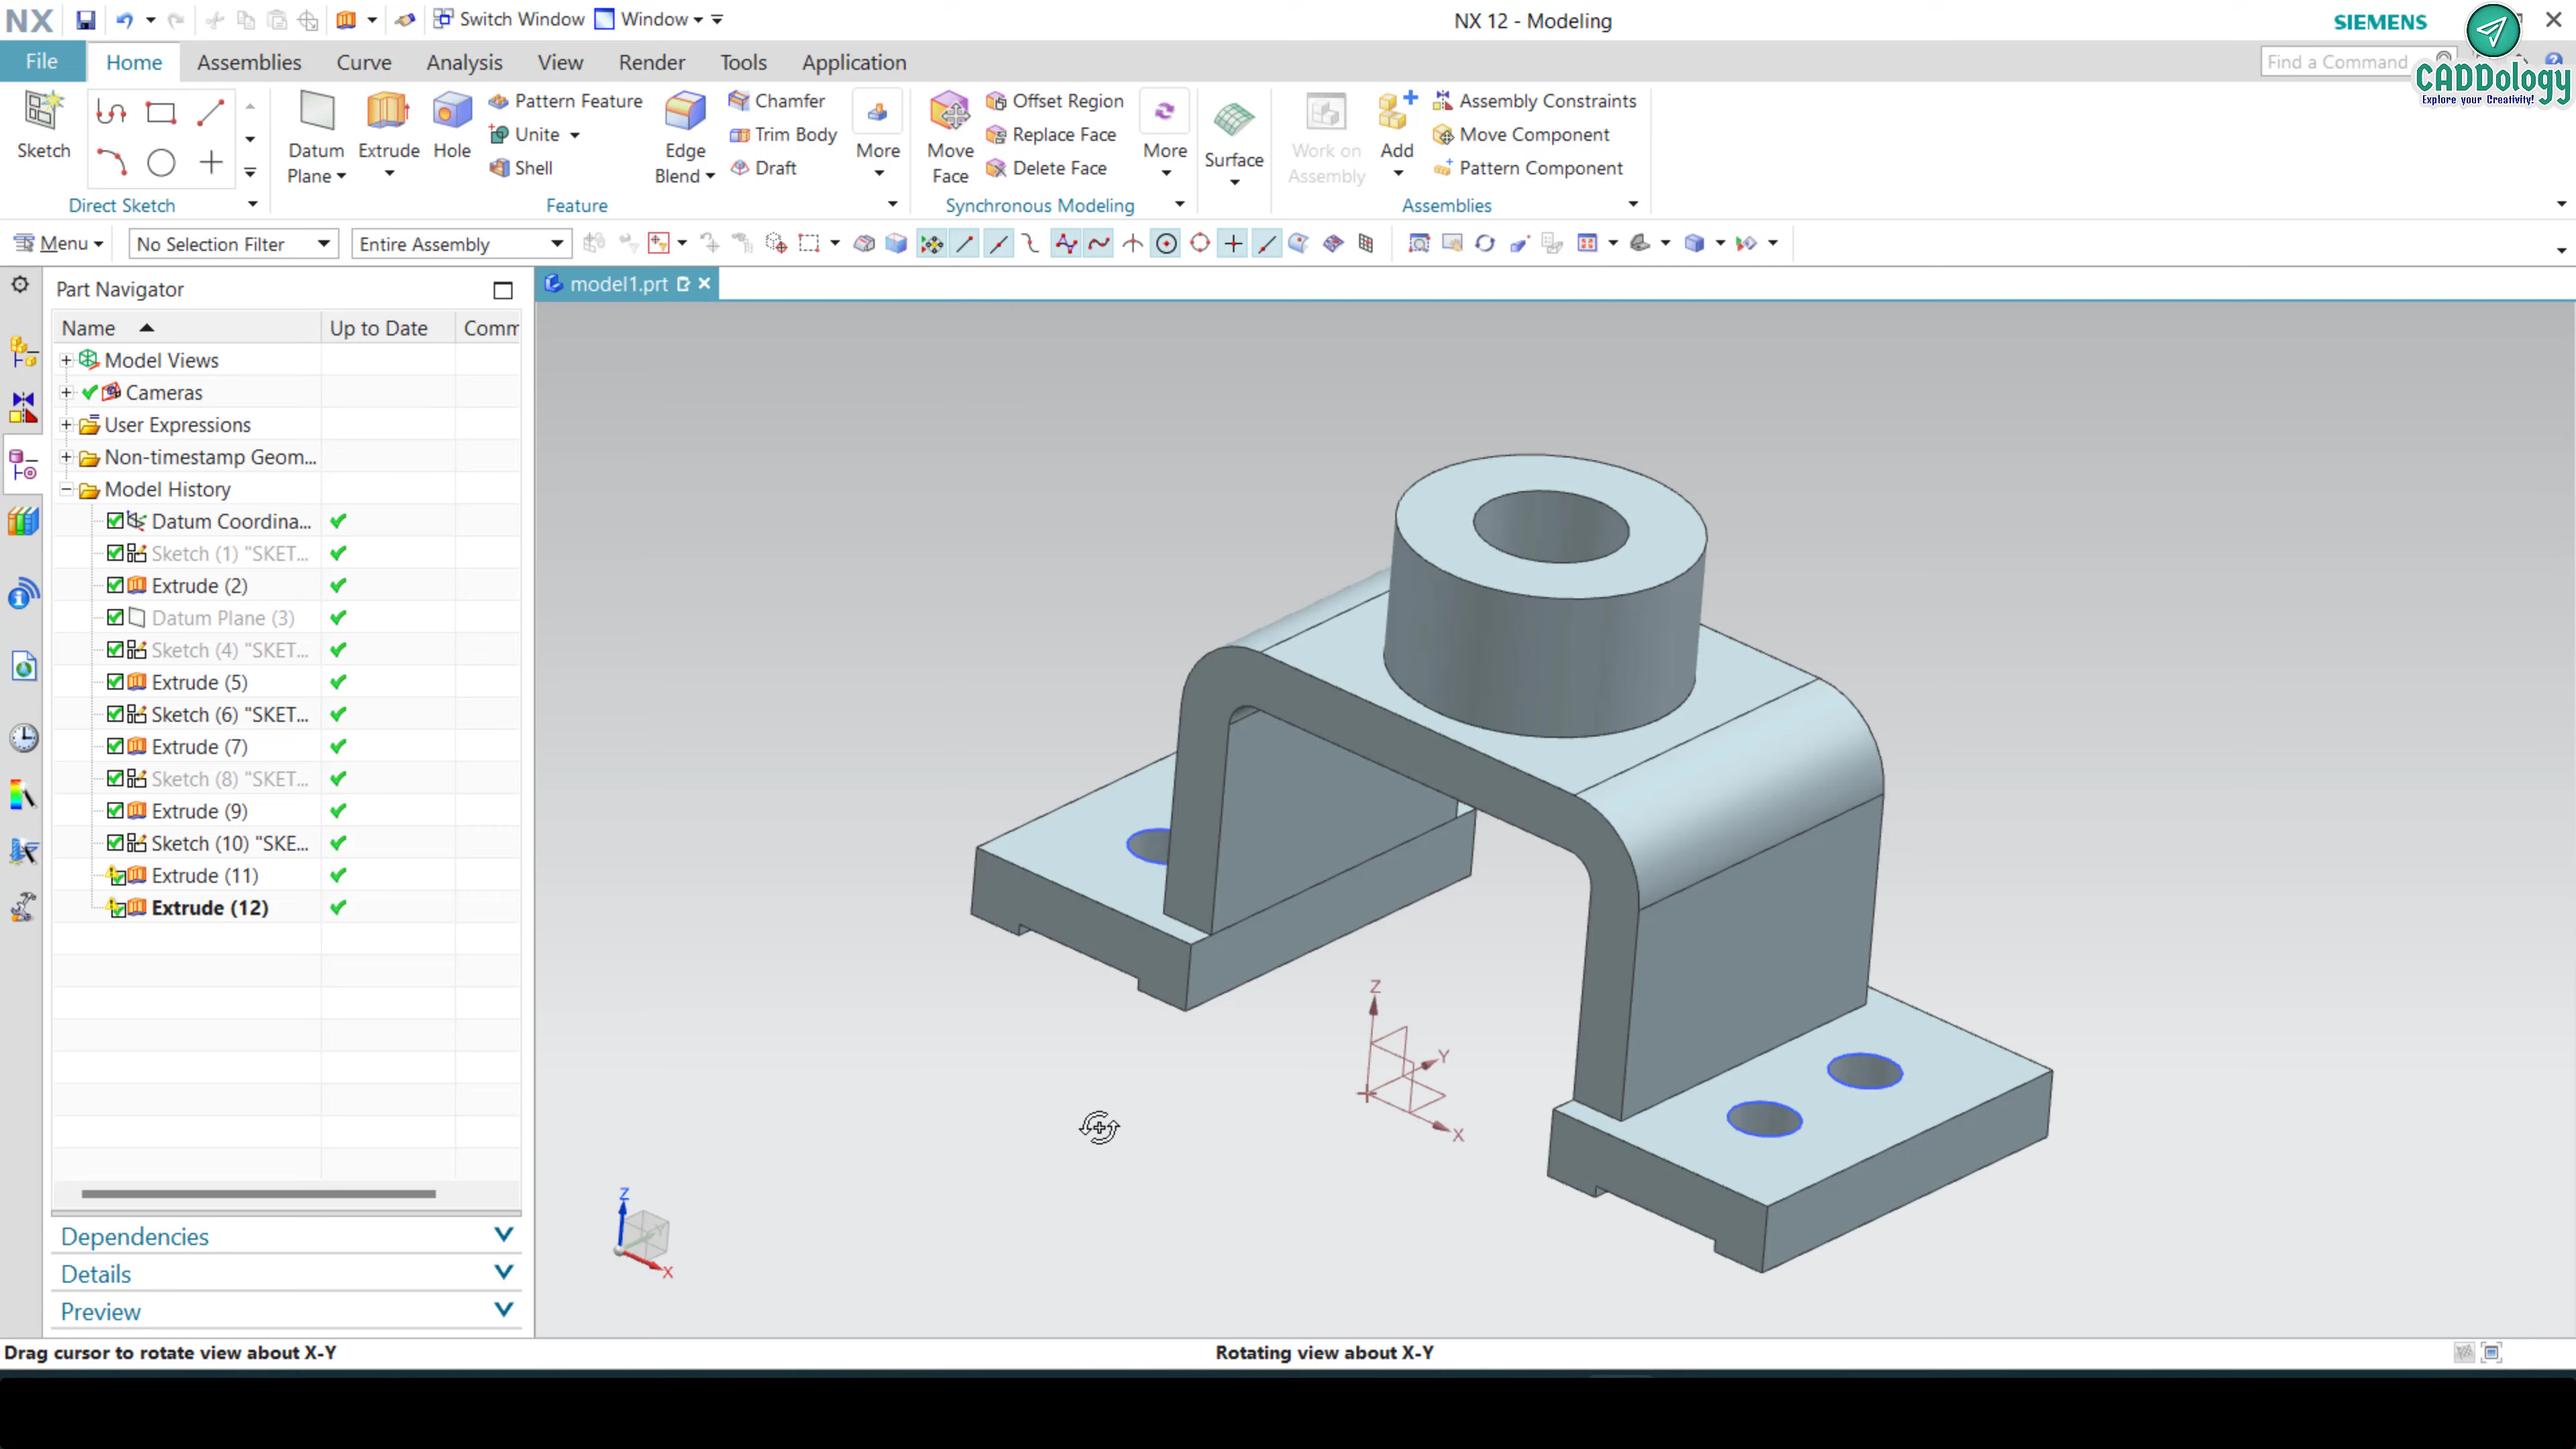 NX
Switch Window
Window
NX 12 - Modeling
SIEMENS
File
Home
Assemblies
Curve
Analysis
View
Render
Tools
Application
Find a Command
CADDology
Explore your Creativity!
Sketch
Direct Sketch
Datum Plane
Extrude
Hole
Pattern Feature
Unite
Shell
Edge Blend
Chamfer
Trim Body
Draft
More
Feature
Move Face
Offset Region
Replace Face
Delete Face
More
Synchronous Modeling
Surface
Work on Assembly
Add
Assembly Constraints
Move Component
Pattern Component
Assemblies
Menu
No Selection Filter
Entire Assembly
Part Navigator
model1.prt
Name
Up to Date
Comm
Model Views
Cameras
User Expressions
Non-timestamp Geom...
Model History
Datum Coordina...
Sketch (1) "SKET...
Extrude (2)
Datum Plane (3)
Sketch (4) "SKET...
Extrude (5)
Sketch (6) "SKET...
Extrude (7)
Sketch (8) "SKET...
Extrude (9)
Sketch (10) "SKE...
Extrude (11)
Extrude (12)
Z
Y
X
Z
X
Dependencies
Details
Preview
Drag cursor to rotate view about X-Y
Rotating view about X-Y